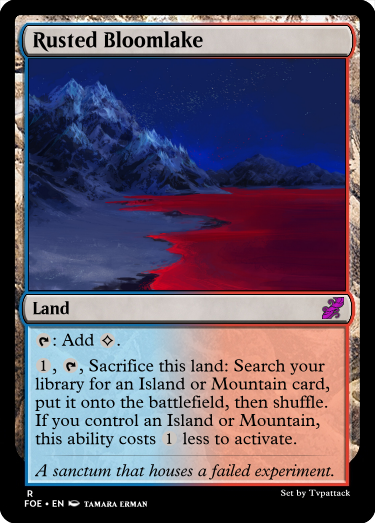 Rusted Bloomlake
Land
: Add .
1, , Sacrifice this land: Search your
library for an Island or Mountain card,
put it onto the battlefield, then shuffle.
If you control an Island or Mountain,
this ability costs 1 less to activate.
A sanctum that houses a failed experiment.
R
Set by Tvpattack
FOE • EN TAMARA ERMAN